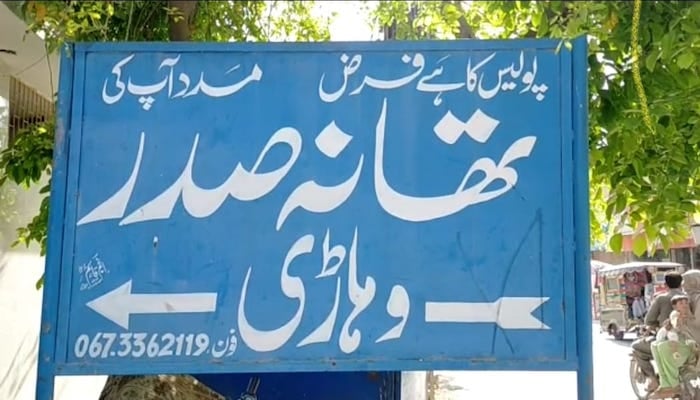 پولیس کا ہے فرض مدد آپ کی
تھانہ صدر
وہاڑی
فون: 067.3362119